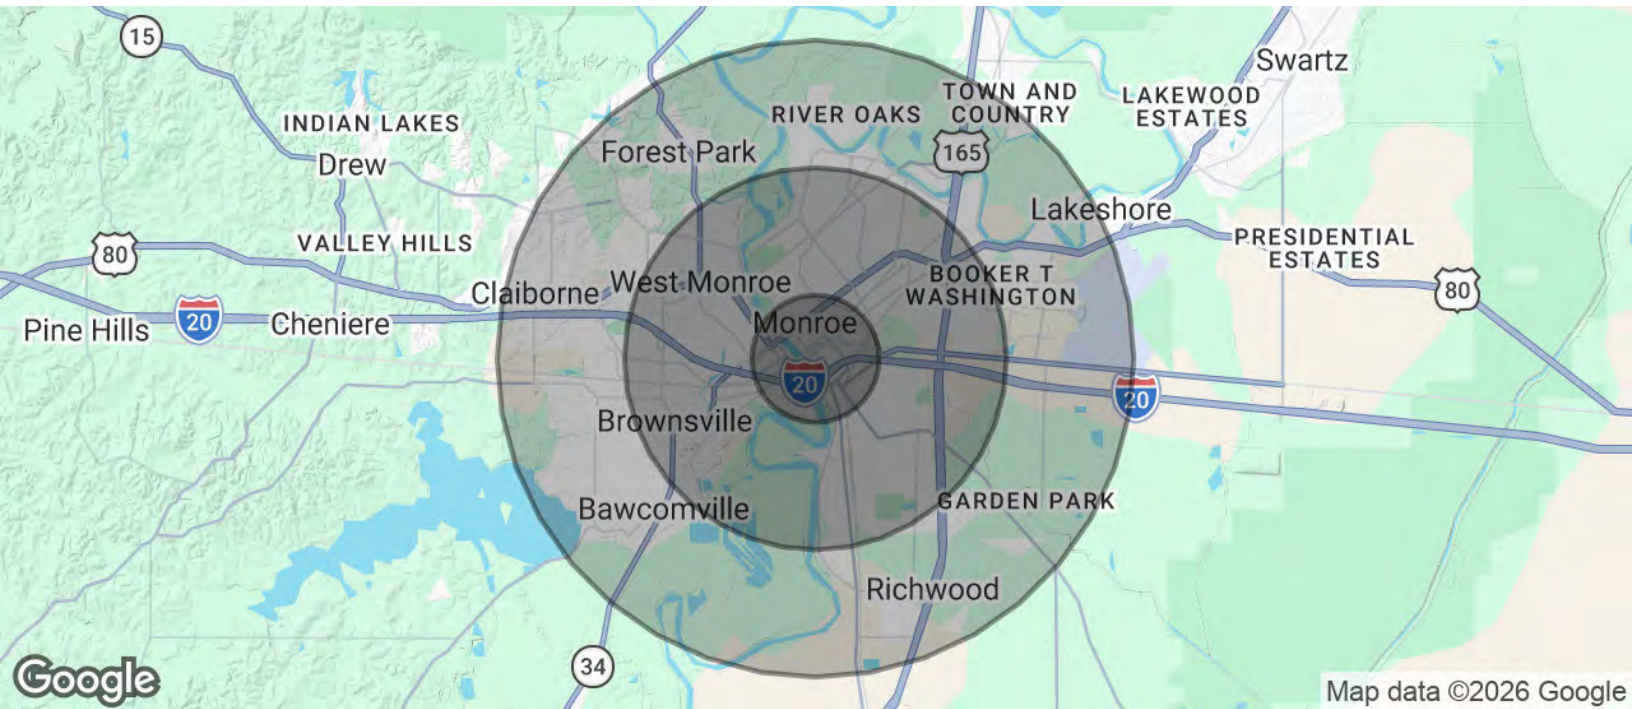 15
Swartz
TOWN AND
COUNTRY
LAKEWOOD
ESTATES
RIVER OAKS
INDIAN LAKES
Drew
Forest Park
165
Lakeshore
VALLEY HILLS
80
PRESIDENTIAL
ESTATES
BOOKER T
WASHINGTON
West Monroe
Claiborne
80
Monroe
20
Pine Hills
Cheniere
20
20
Brownsville
GARDEN PARK
Bawcomville
Richwood
34
Google
Map data ©2026 Google